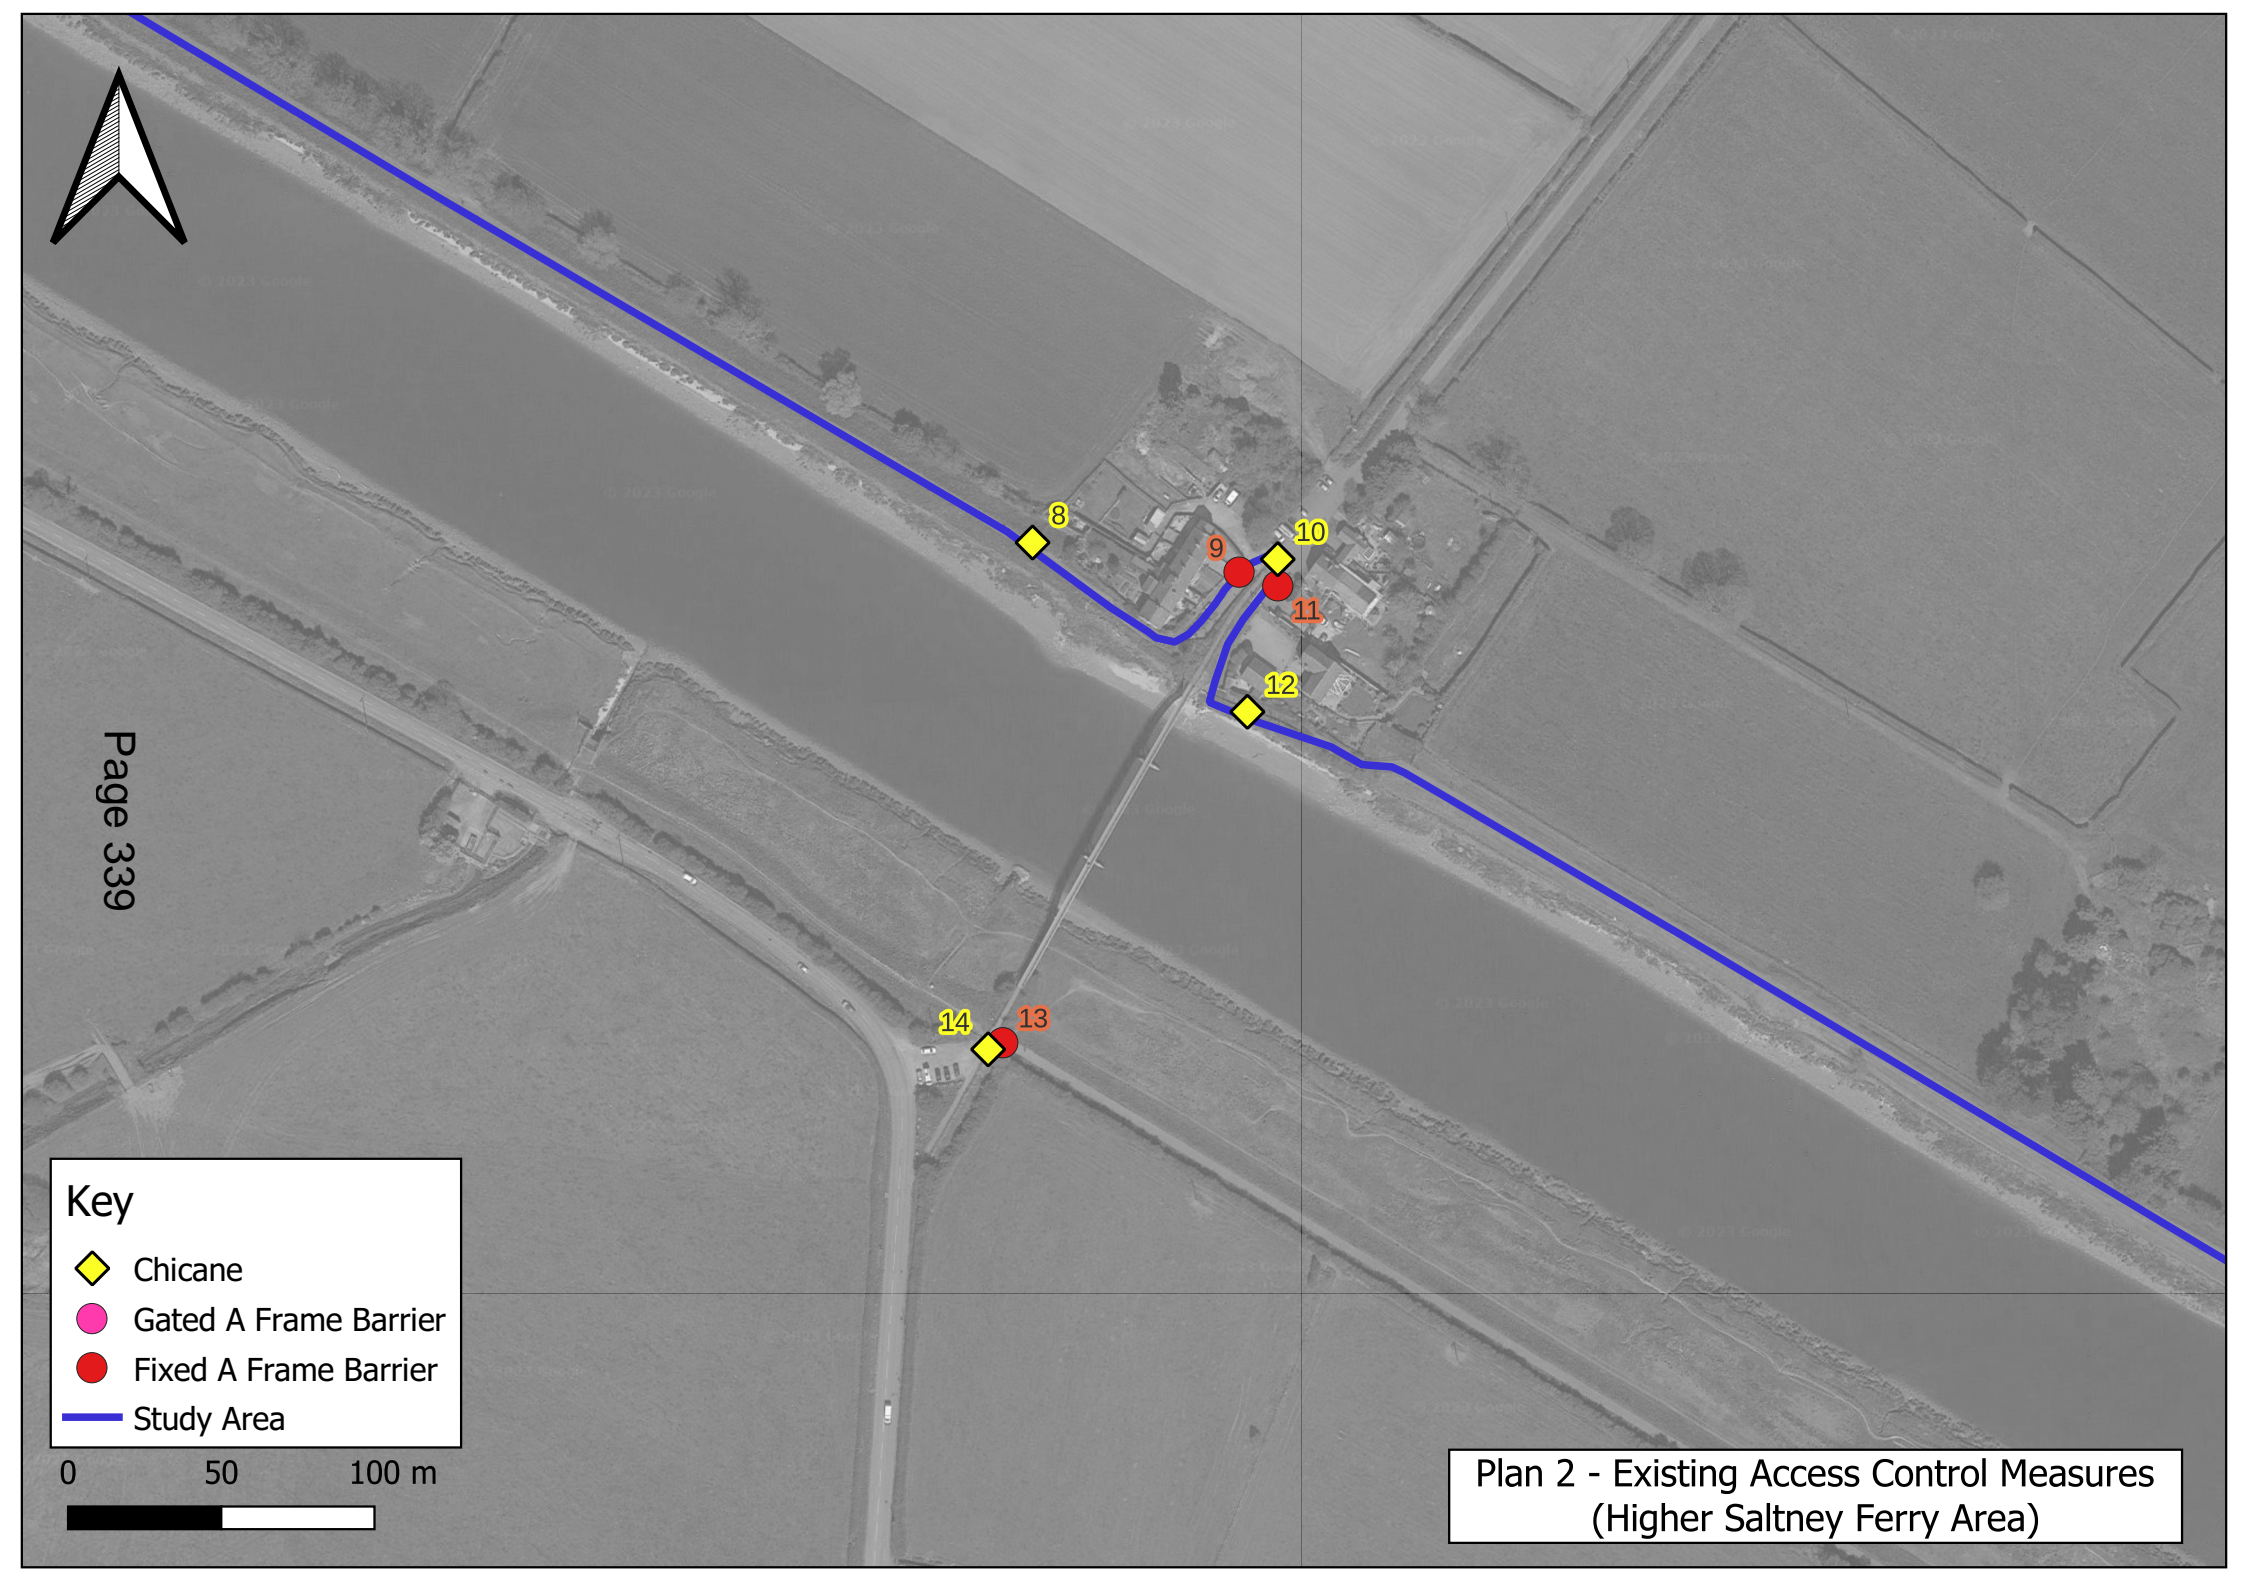 8
10
9
11
12
Page 339
14
13
Key
Chicane
Gated A Frame Barrier
Fixed A Frame Barrier
Study Area
0 50 100 m
Plan 2 - Existing Access Control Measures
(Higher Saltney Ferry Area)